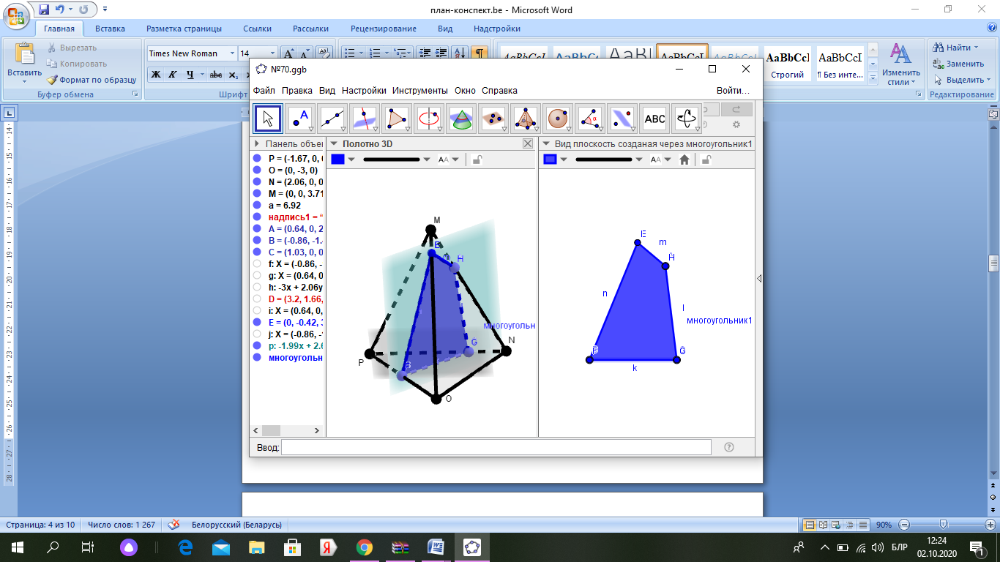 план-конспект.be - Microsoft Word
Главная Вставка Разметка страницы Ссылки Рассылки Рецензирование Вид Надстройки
Вставить
Вырезать
Копировать
Формат по образцу
Буфер обмена
Times New Roman 14
Ж К Ч abc x₂
Шрифт
AaBbCcI AaBbCcI AaBbCcI AaBbCcI AaBbCcI AaBbCcI AaBbCcI
Строгий ¶ Без инте...
Изменить стили
Найти
Заменить
Выделить
Редактирование
№70.ggb
Файл Правка Вид Настройки Инструменты Окно Справка Войти...
A ABC
Панель объе
P = (-1.67, 0, 
O = (0, -3, 0)
N = (2.06, 0, 0
M = (0, 0, 3.71
a = 6.92
надпись1 = “
A = (0.64, 0, 2
B = (-0.86, -1.
C = (1.03, 0, 0
f: X = (-0.86, -
g: X = (0.64, 0
h: -3x + 2.06y
D = (3.2, 1.66,
i: X = (0.64, 0,
E = (0, -0.42, 3
j: X = (-0.86, -
p: -1.99x + 2.6
многоугольн
Полотно 3D
AA
M
H
многоугольн
G
N
P
O
Вид плоскость созданая через многоугольник1
AA
E
m
H
n
l
многоугольник1
G
k
Ввод:
Страница: 4 из 10 Число слов: 1 267 Белорусский (Беларусь) 90%
БЛР
12:24
02.10.2020